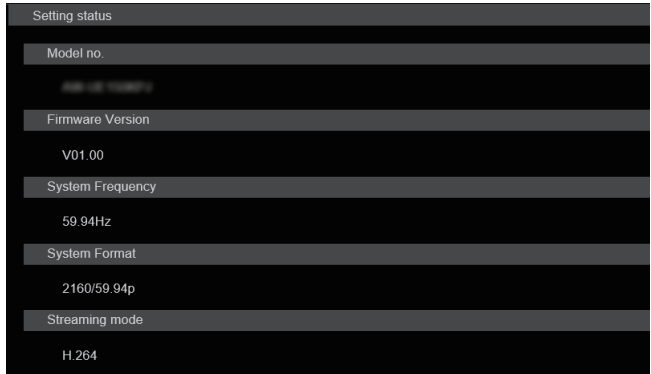 Setting status
Model no.
Firmware Version
V01.00
System Frequency
59.94Hz
System Format
2160/59.94p
Streaming mode
H.264